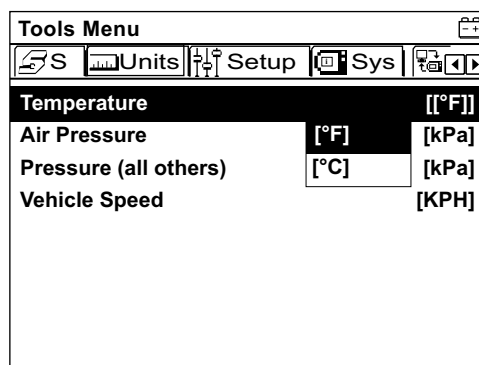 Tools Menu
S Units Setup Sys
Temperature [[°F]]
Air Pressure [°F] [kPa]
Pressure (all others) [°C] [kPa]
Vehicle Speed [KPH]